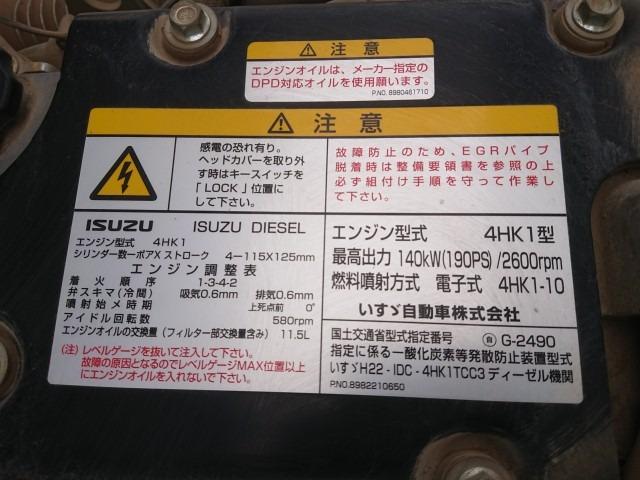 注意
エンジンオイルは、メーカー指定の
DPD対応オイルを使用願います。
P.NO. 8980461710
注意
感電の恐れ有り。
ヘッドカバーを取り外
す時はキースイッチを
「LOCK」位置に
して下さい。
故障防止のため、EGRパイプ
脱着時は整備要領書を参照の上
必ず組付け手順を守って作業し
て下さい。
ISUZU ISUZU DIESEL
エンジン型式 4HK1
シリンダー数ーボアXストローク 4-115X125mm
エンジン調整表
着火順序 1-3-4-2
弁スキマ(冷間) 吸気0.6mm 排気0.6mm
噴射始メ時期 上死点前 0°
アイドル回転数 580rpm
エンジンオイルの交換量(フィルター部交換量含み) 11.5L
(注)レベルゲージを抜いて注入して下さい。
故障の原因となるのでレベルゲージMAX位置以上
にエンジンオイルを入れないで下さい。
エンジン型式 4HK1型
最高出力 140kW(190PS)/2600rpm
燃料噴射方式 電子式 4HK1-10
いすゞ自動車株式会社
国土交通省型式指定番号 G-2490
指定に係る一酸化炭素等発散防止装置型式
いすゞH22-IDC-4HK1TCC3ディーゼル機関
P.NO.8982210650